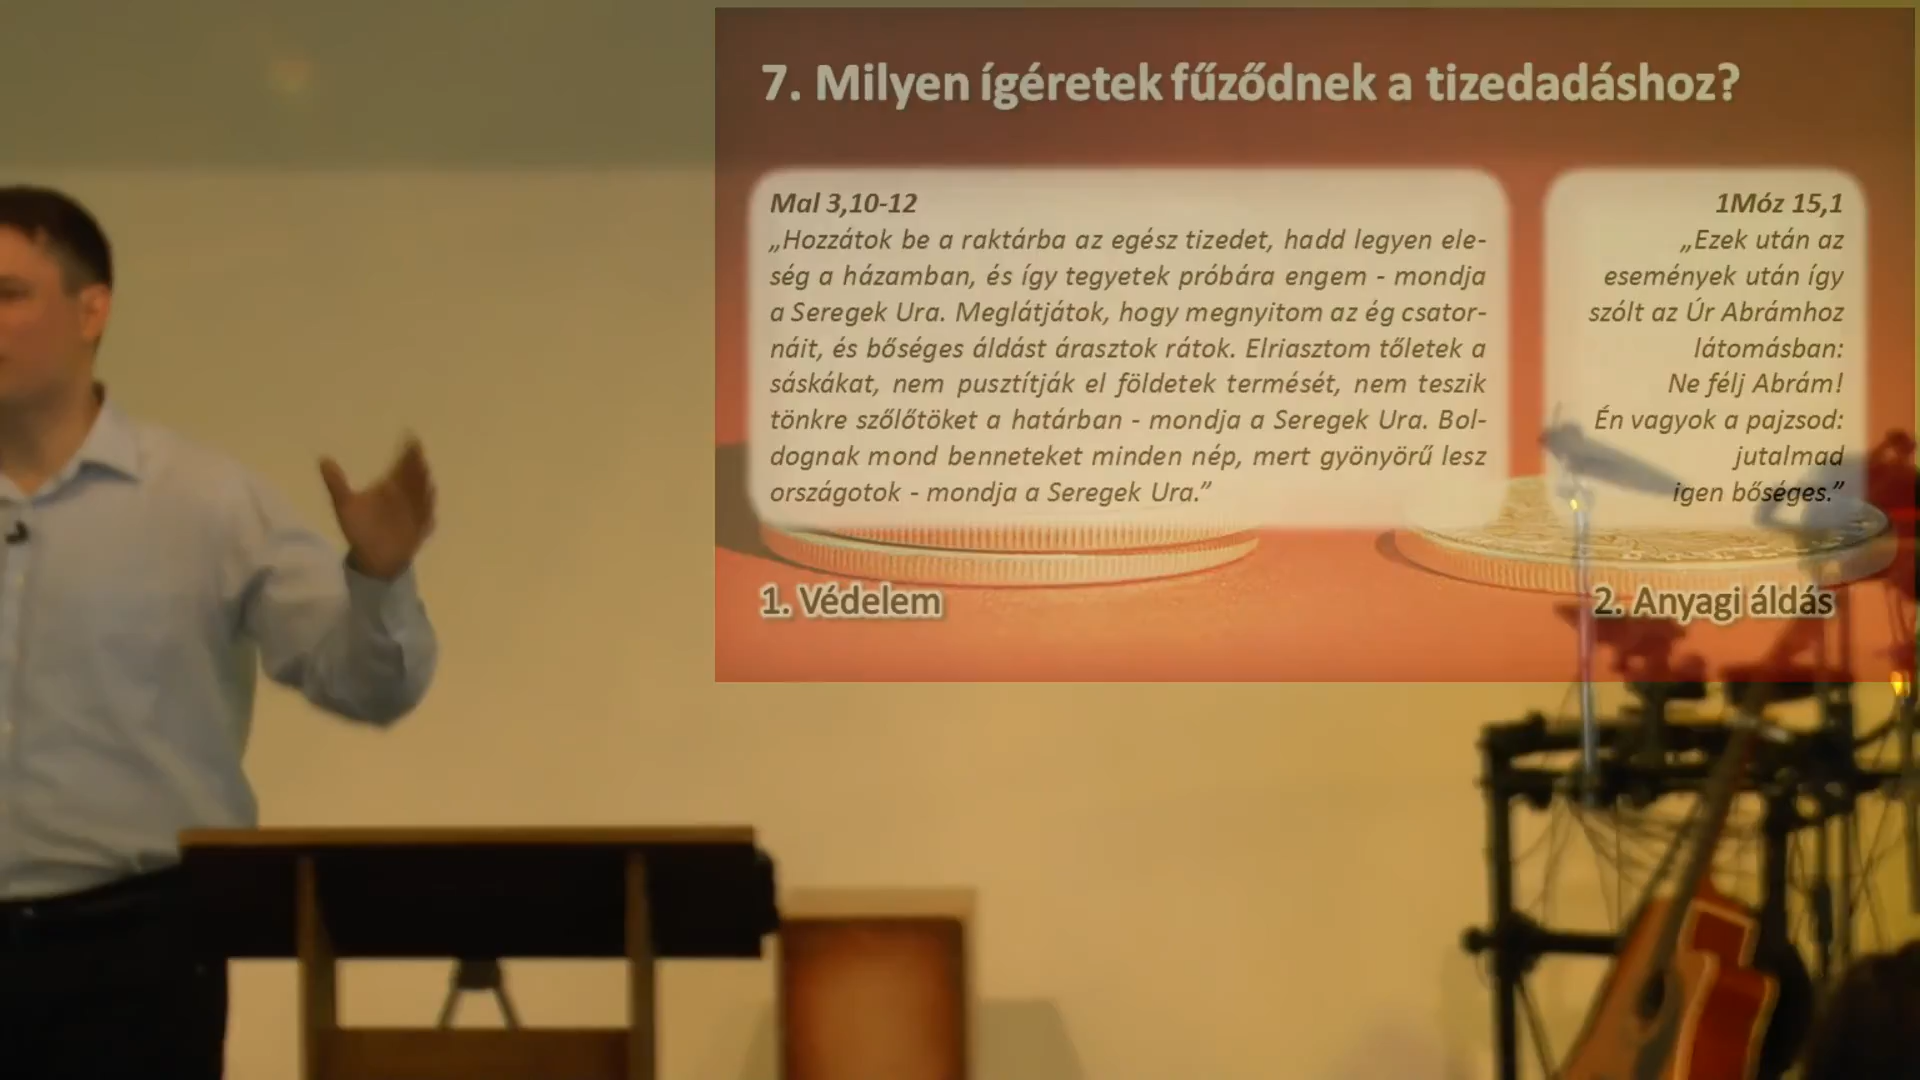 7. Milyen ígéretek fűződnek a tizedadáshoz?
Mal 3,10-12
„Hozzátok be a raktárba az egész tizedet, hadd legyen ele-
ség a házamban, és így tegyetek próbára engem - mondja
a Seregek Ura. Meglátjátok, hogy megnyitom az ég csator-
náit, és bőséges áldást árasztok rátok. Elriasztom tőletek a
sáskákat, nem pusztítják el földetek termését, nem teszik
tönkre szőlőtöket a határban - mondja a Seregek Ura. Bol-
dognak mond benneteket minden nép, mert gyönyörű lesz
országotok - mondja a Seregek Ura.”
1Móz 15,1
„Ezek után az
események után így
szólt az Úr Abrámhoz
látomásban:
Ne félj Abrám!
Én vagyok a pajzsod:
jutalmad
igen bőséges.”
1. Védelem
2. Anyagi áldás